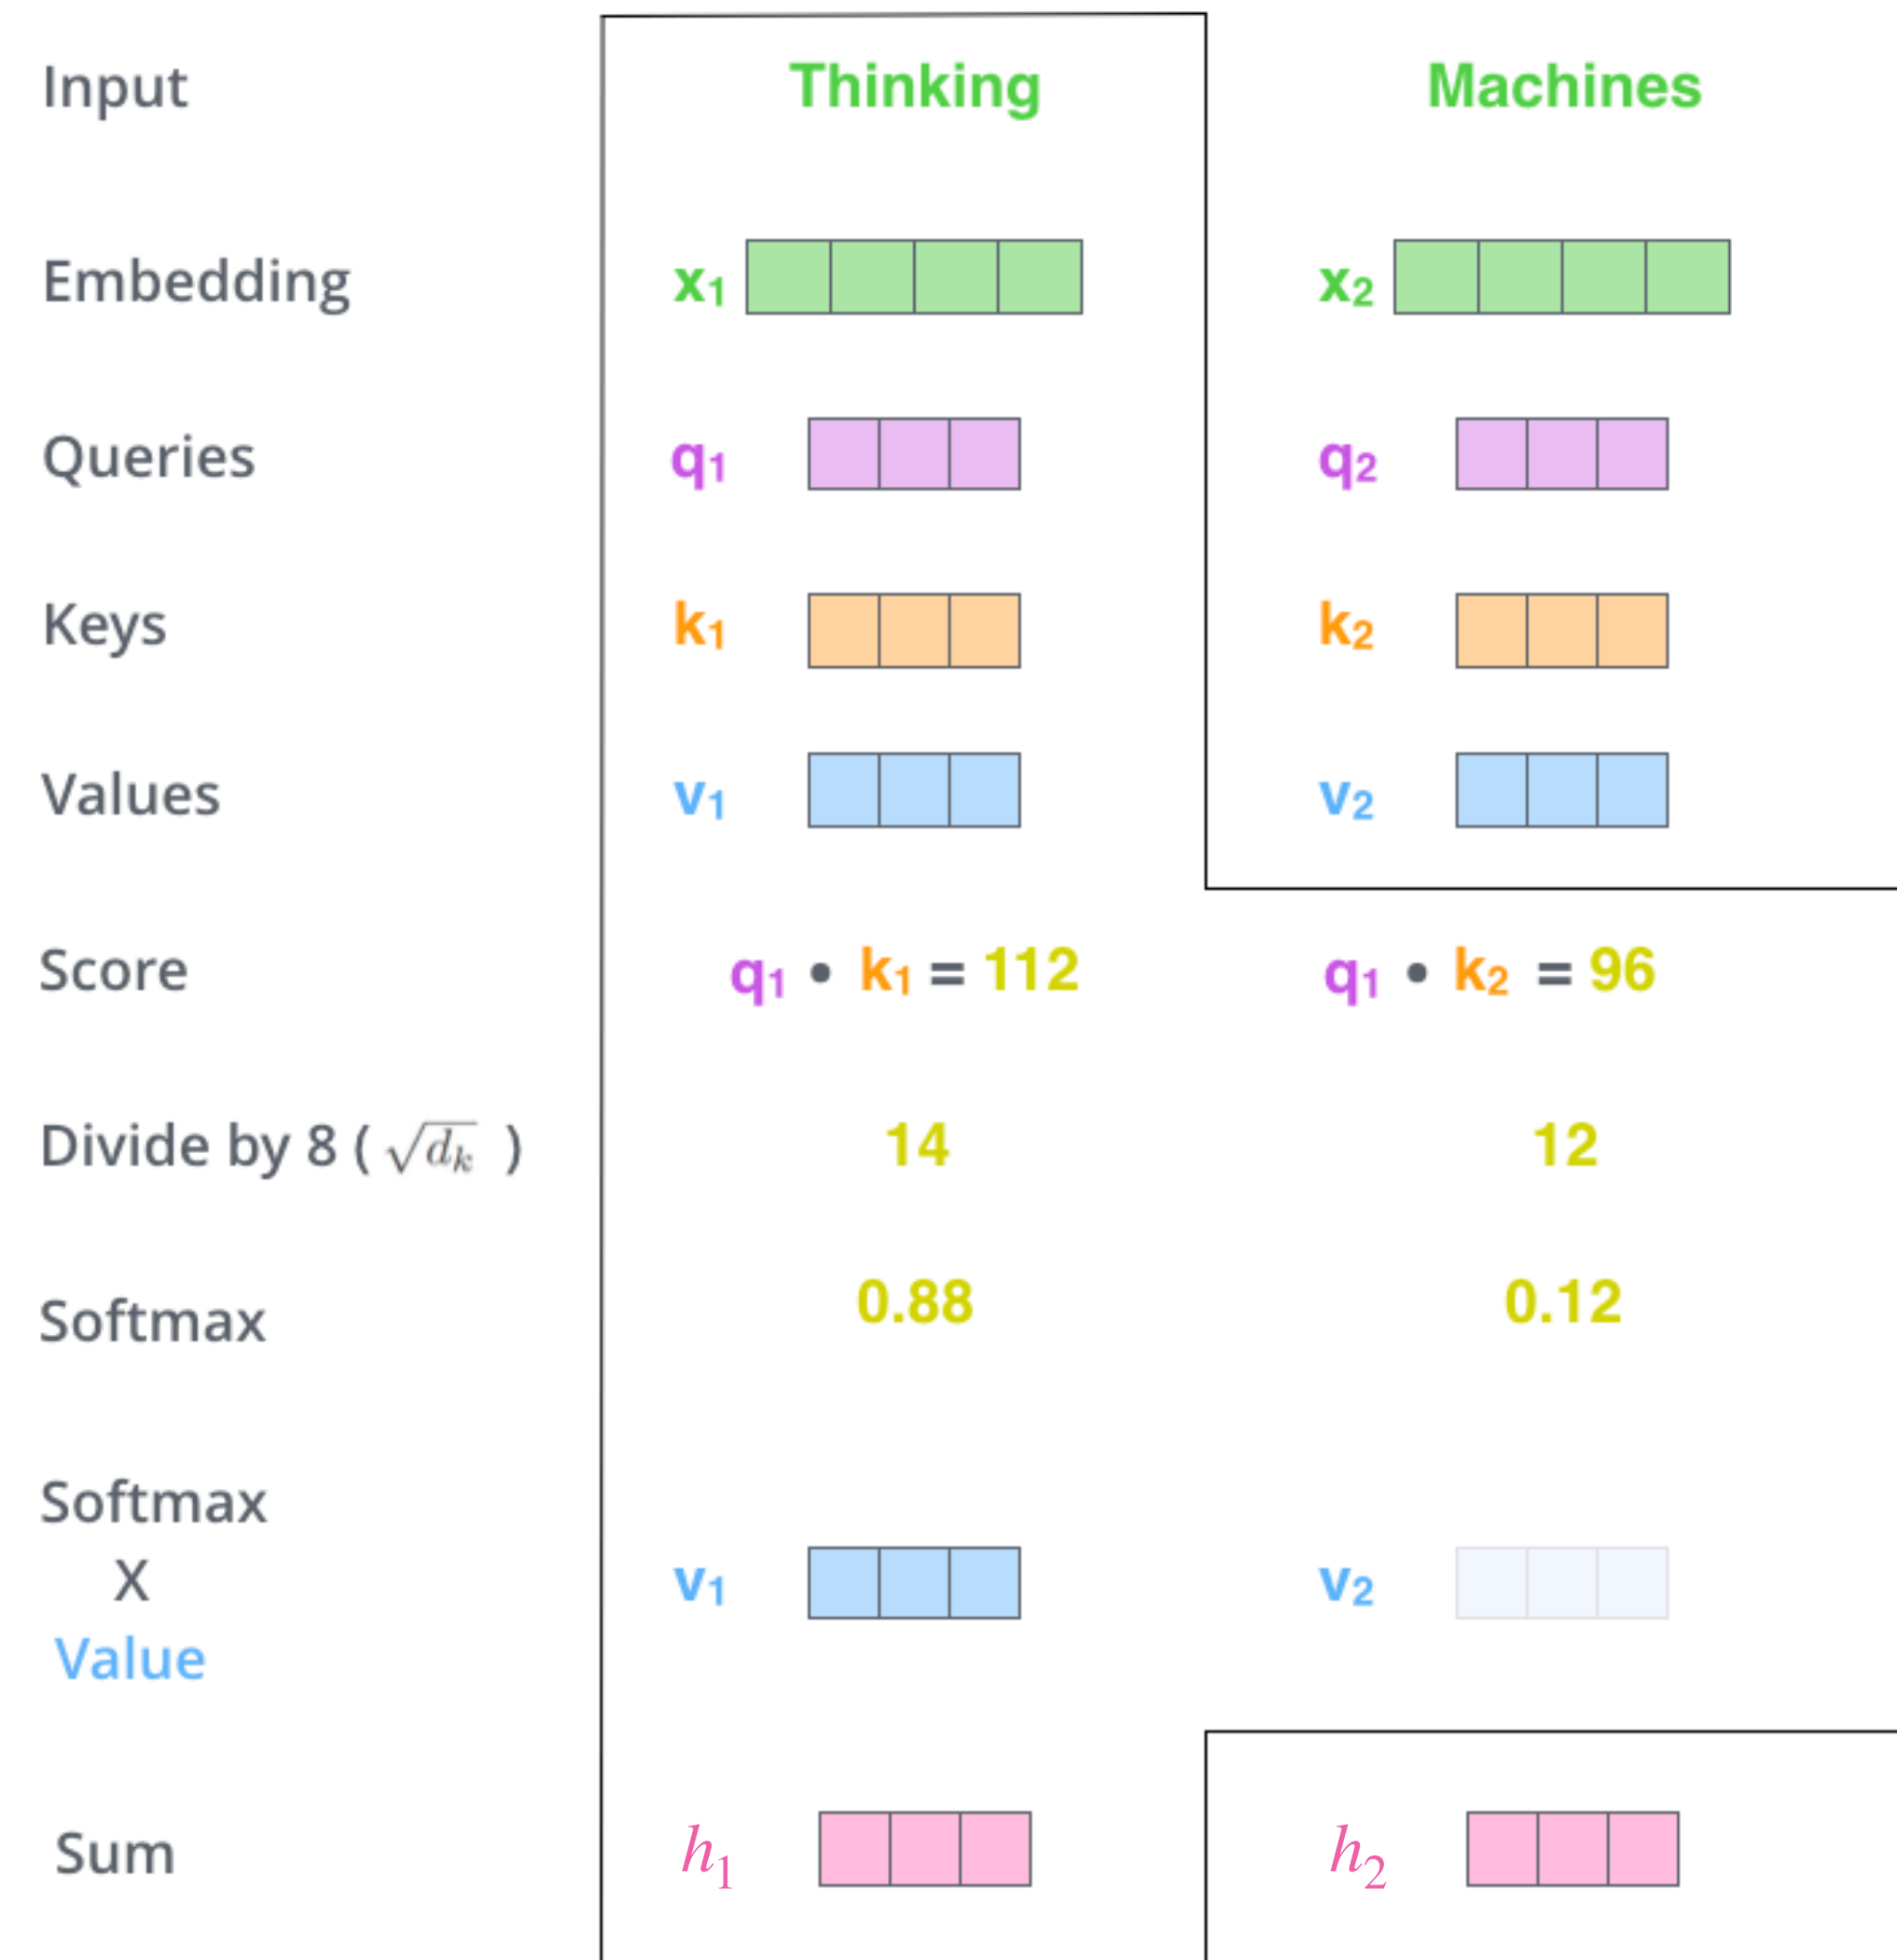 Input Thinking Machines
Embedding x₁ x₂
Queries q₁ q₂
Keys k₁ k₂
Values v₁ v₂
Score q₁ • k₁ = 112 q₁ • k₂ = 96
Divide by 8 ( √dₖ ) 14 12
Softmax 0.88 0.12
Softmax
X v₁ v₂
Value
Sum h₁ h₂